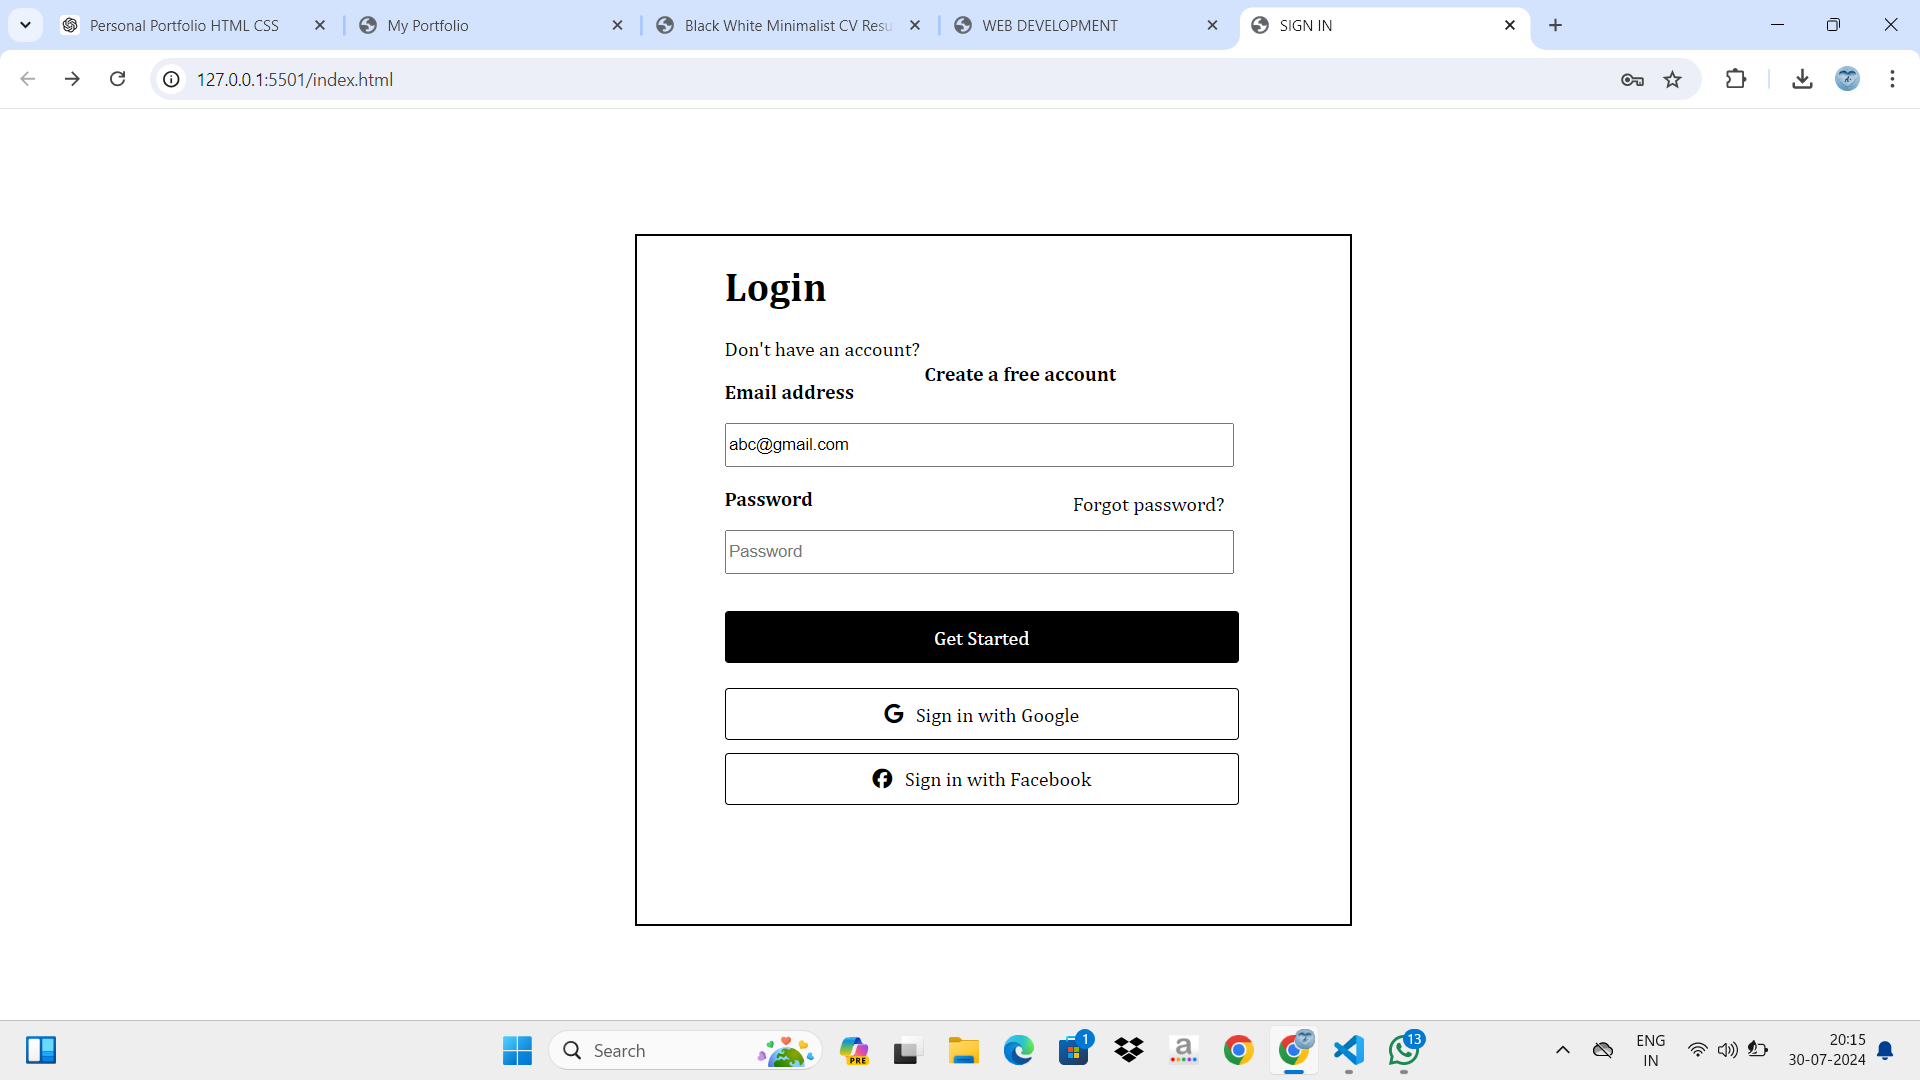 Personal Portfolio HTML CSS
My Portfolio
Black White Minimalist CV Resu
WEB DEVELOPMENT
SIGN IN
127.0.0.1:5501/index.html
Login
Don't have an account?
Create a free account
Email address
abc@gmail.com
Password
Forgot password?
Password
Get Started
Sign in with Google
Sign in with Facebook
Search
PRE
1
a
13
ENG
IN
20:15
30-07-2024